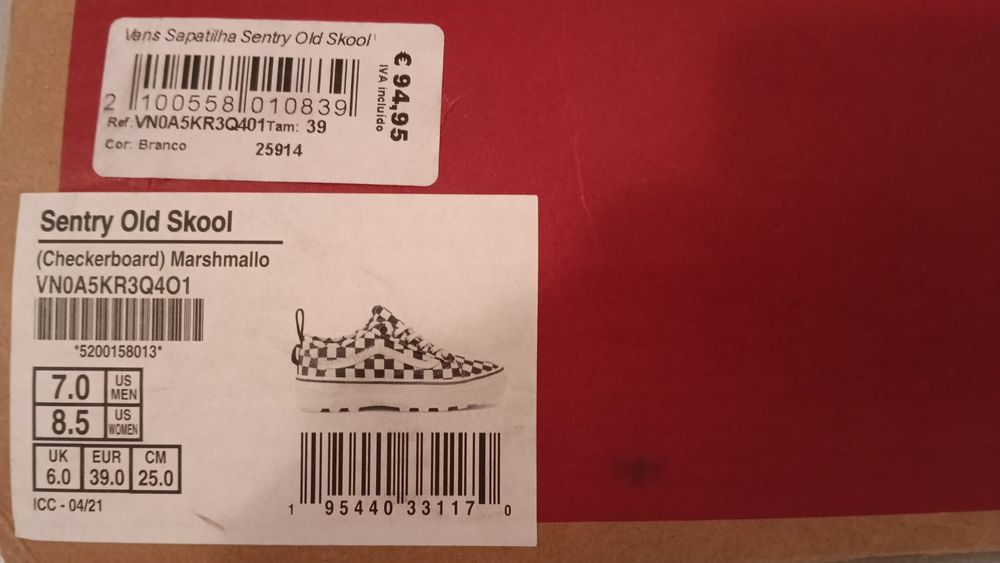 Vans Sapatilha Sentry Old Skool
€ 94,95
IVA incluído
2 100558 010839
Ref: VN0A5KR3Q401 Tam: 39
Cor: Branco 25914
Sentry Old Skool
(Checkerboard) Marshmallo
VN0A5KR3Q4O1
*5200158013*
7.0 US MEN
8.5 US WOMEN
UK EUR CM
6.0 39.0 25.0
ICC - 04/21
1 95440 33117 0